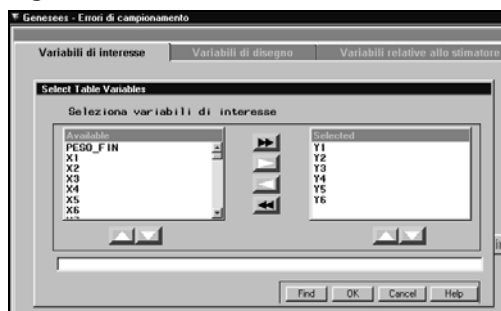 Genesees - Errori di campionamento
Variabili di interesse Variabili di disegno Variabili relative allo stimatore
Select Table Variables
Seleziona variabili di interesse
Available
PESO_FIN
X1
X2
X3
X4
X5
X6
Selected
Y1
Y2
Y3
Y4
Y5
Y6
Find OK Cancel Help